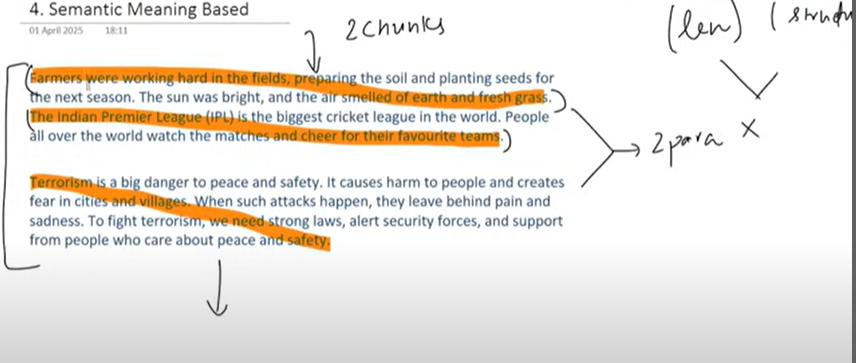 4. Semantic Meaning Based
01 April 2025 18:11
2 chunks
(len) (
Farmers were working hard in the fields, preparing the soil and planting seeds for
the next season. The sun was bright, and the air smelled of earth and fresh grass.
The Indian Premier League (IPL) is the biggest cricket league in the world. People
all over the world watch the matches and cheer for their favourite teams.
2 para X
Terrorism is a big danger to peace and safety. It causes harm to people and creates
fear in cities and villages. When such attacks happen, they leave behind pain and
sadness. To fight terrorism, we need strong laws, alert security forces, and support
from people who care about peace and safety.